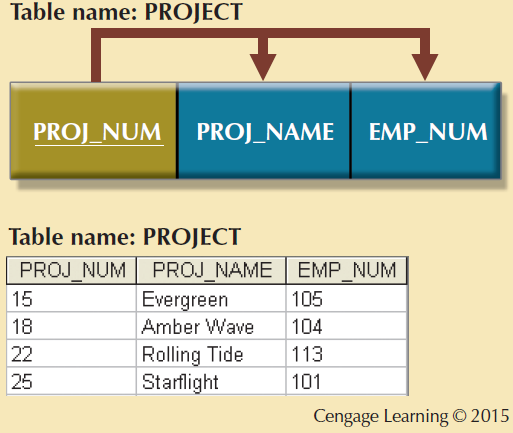 Table name: PROJECT
PROJ_NUM PROJ_NAME EMP_NUM
Table name: PROJECT
PROJ_NUM PROJ_NAME EMP_NUM
15 Evergreen 105
18 Amber Wave 104
22 Rolling Tide 113
25 Starflight 101
Cengage Learning © 2015